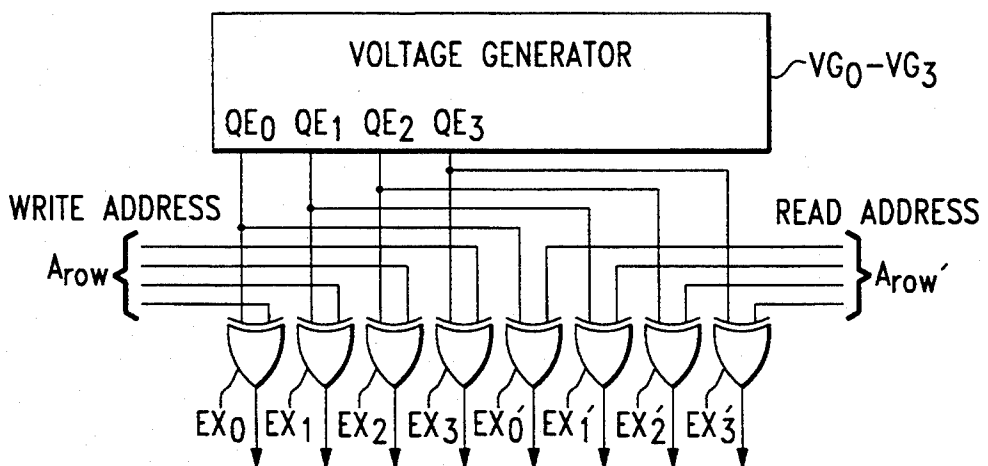 VOLTAGE GENERATOR
VG0-VG3
QE0 QE1 QE2 QE3
WRITE ADDRESS
READ ADDRESS
Arow
Arow'
EX0 EX1 EX2 EX3 EX0' EX1' EX2' EX3'